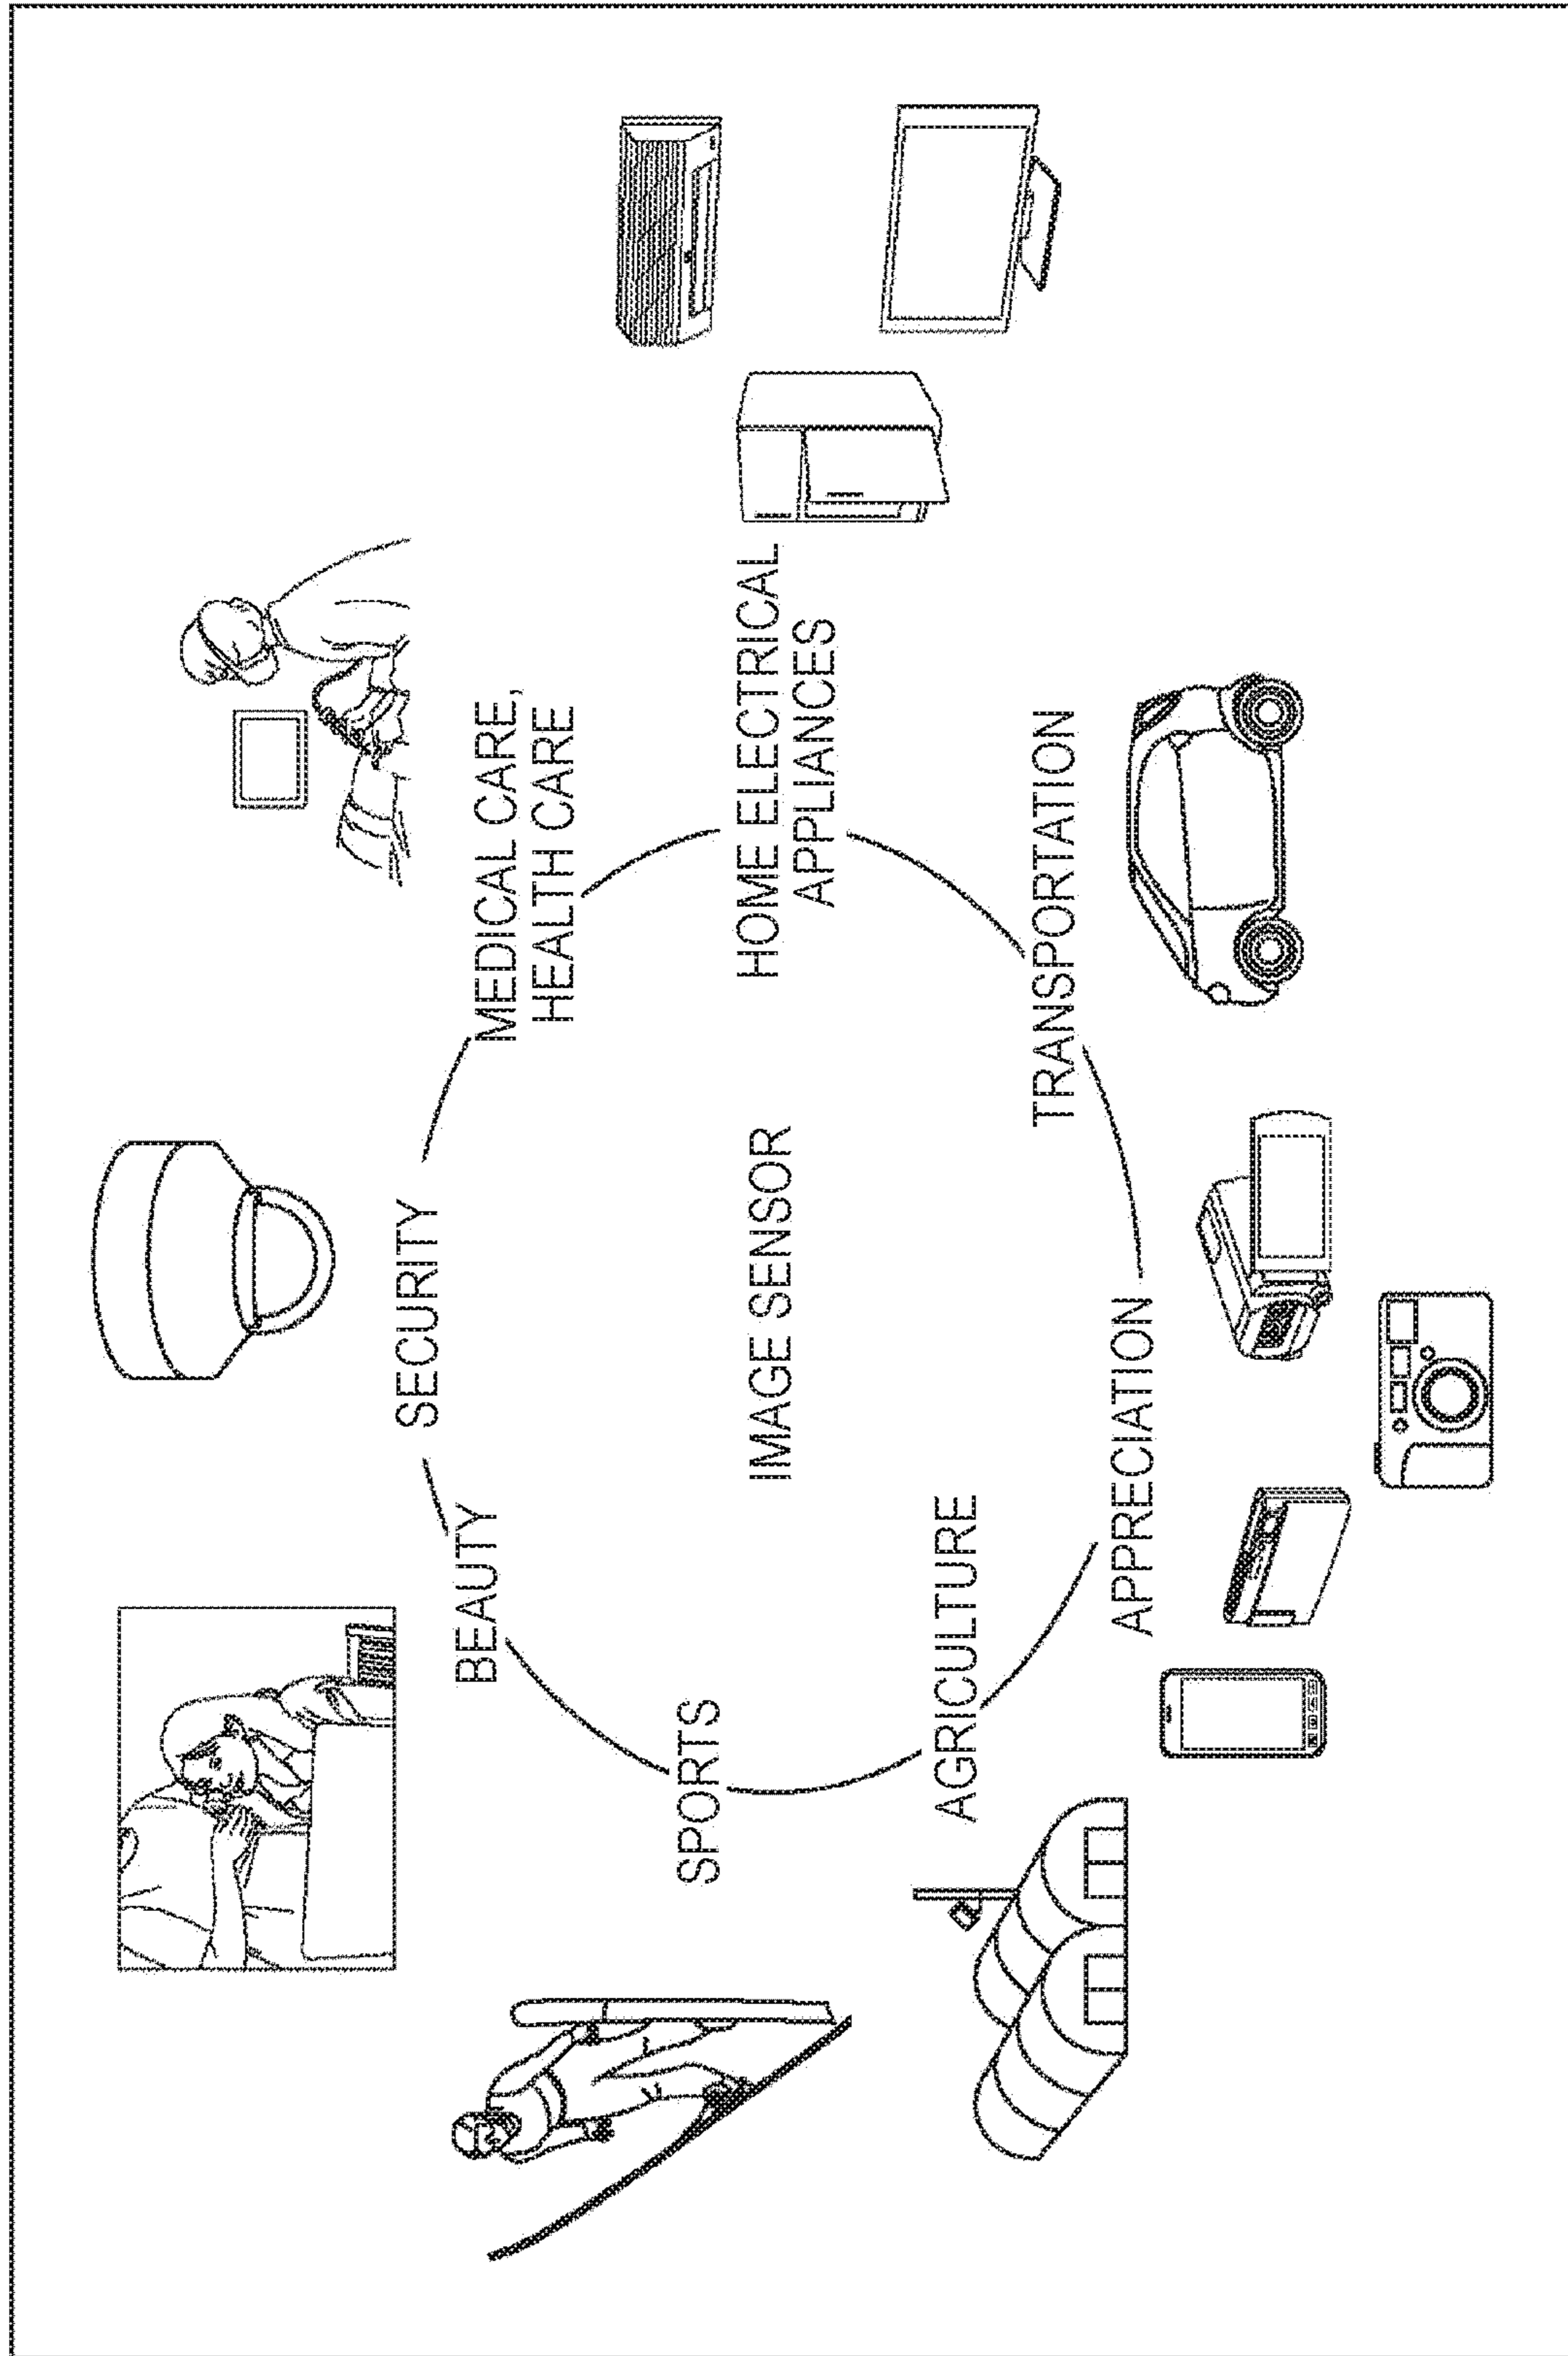 SECURITY
BEAUTY
MEDICAL CARE,
HEALTH CARE
SPORTS
IMAGE SENSOR
HOME ELECTRICAL
APPLIANCES
AGRICULTURE
TRANSPORTATION
APPRECIATION